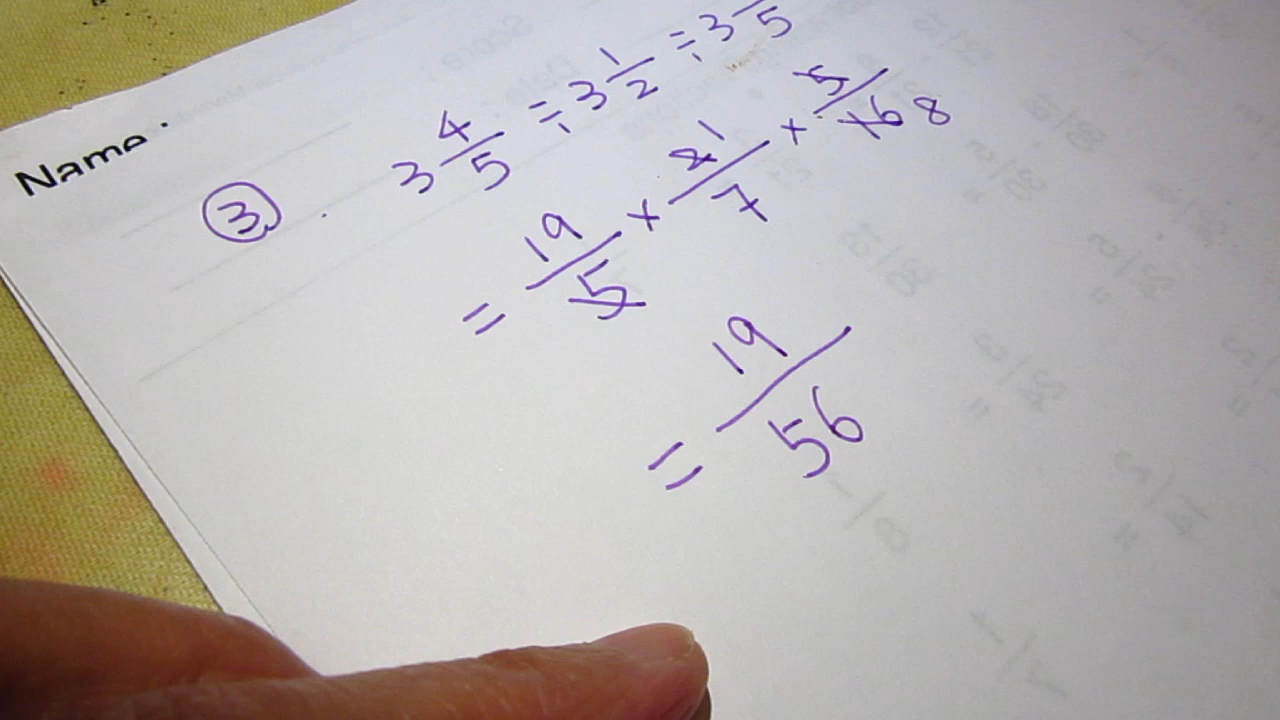 Name :
③ 3 4/5 ÷ 3 1/2 ÷ 3 /5
= 19/5 × 2/7 1 × 5/16 8
= 19/56